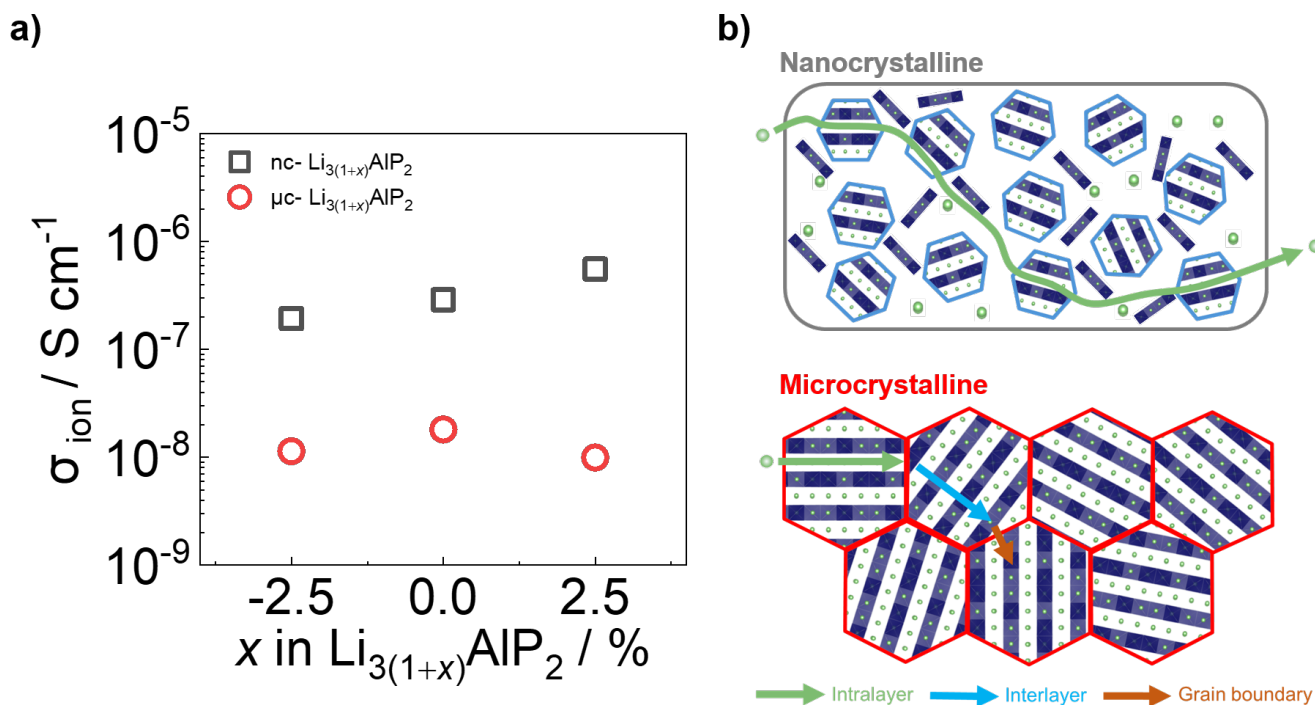 a)
10⁻⁵
10⁻⁶
10⁻⁷
10⁻⁸
10⁻⁹
σ_ion / S cm⁻¹
nc- Li₃₍₁₊ₓ₎AlP₂
μc- Li₃₍₁₊ₓ₎AlP₂
-2.5 0.0 2.5
x in Li₃₍₁₊ₓ₎AlP₂ / %
b)
Nanocrystalline
Microcrystalline
Intralayer Interlayer Grain boundary